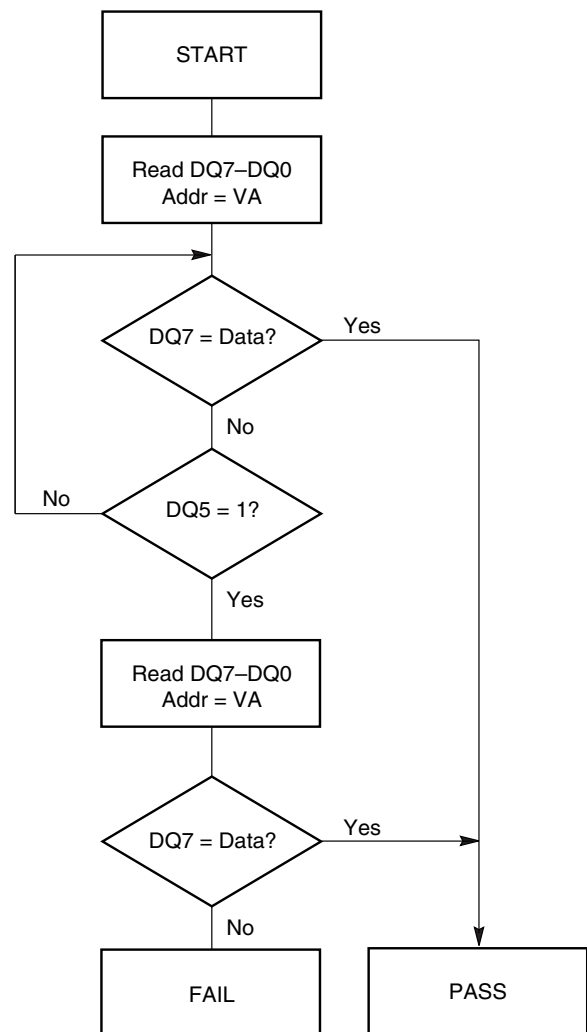 START
Read DQ7–DQ0
Addr = VA
DQ7 = Data?
Yes
No
No
DQ5 = 1?
Yes
Read DQ7–DQ0
Addr = VA
DQ7 = Data?
Yes
No
FAIL
PASS